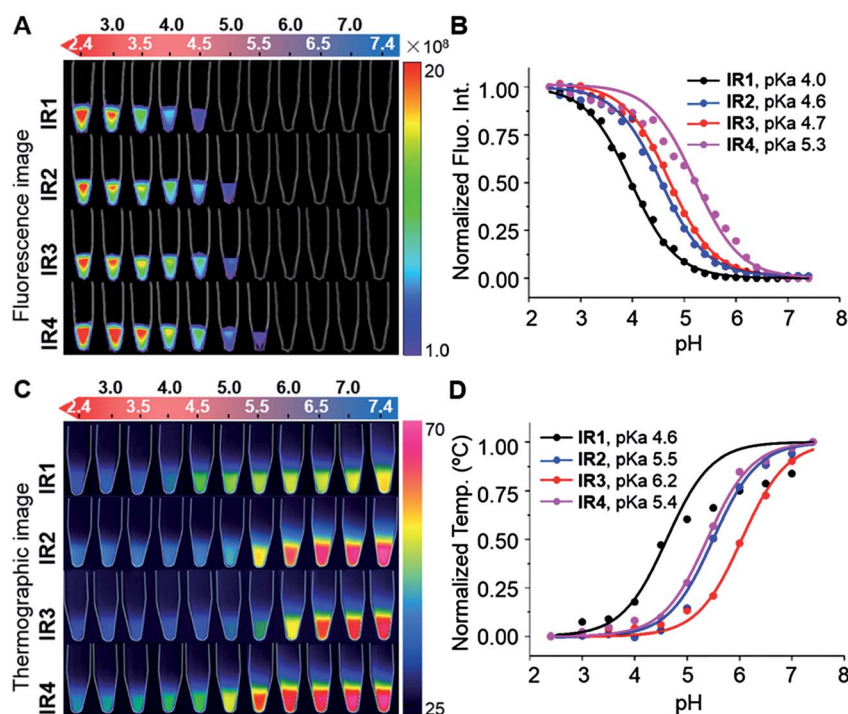 A
3.0 4.0 5.0 6.0 7.0
2.4 3.5 4.5 5.5 6.5 7.4
×10⁸
20
1.0
Fluorescence image
IR1
IR2
IR3
IR4
B
Normalized Fluo. Int.
1.00
0.75
0.50
0.25
0.00
IR1, pKa 4.0
IR2, pKa 4.6
IR3, pKa 4.7
IR4, pKa 5.3
2 3 4 5 6 7 8
pH
C
3.0 4.0 5.0 6.0 7.0
2.4 3.5 4.5 5.5 6.5 7.4
70
25
Thermographic image
IR1
IR2
IR3
IR4
D
Normalized Temp. (ºC)
1.00
0.75
0.50
0.25
0.00
IR1, pKa 4.6
IR2, pKa 5.5
IR3, pKa 6.2
IR4, pKa 5.4
2 3 4 5 6 7 8
pH